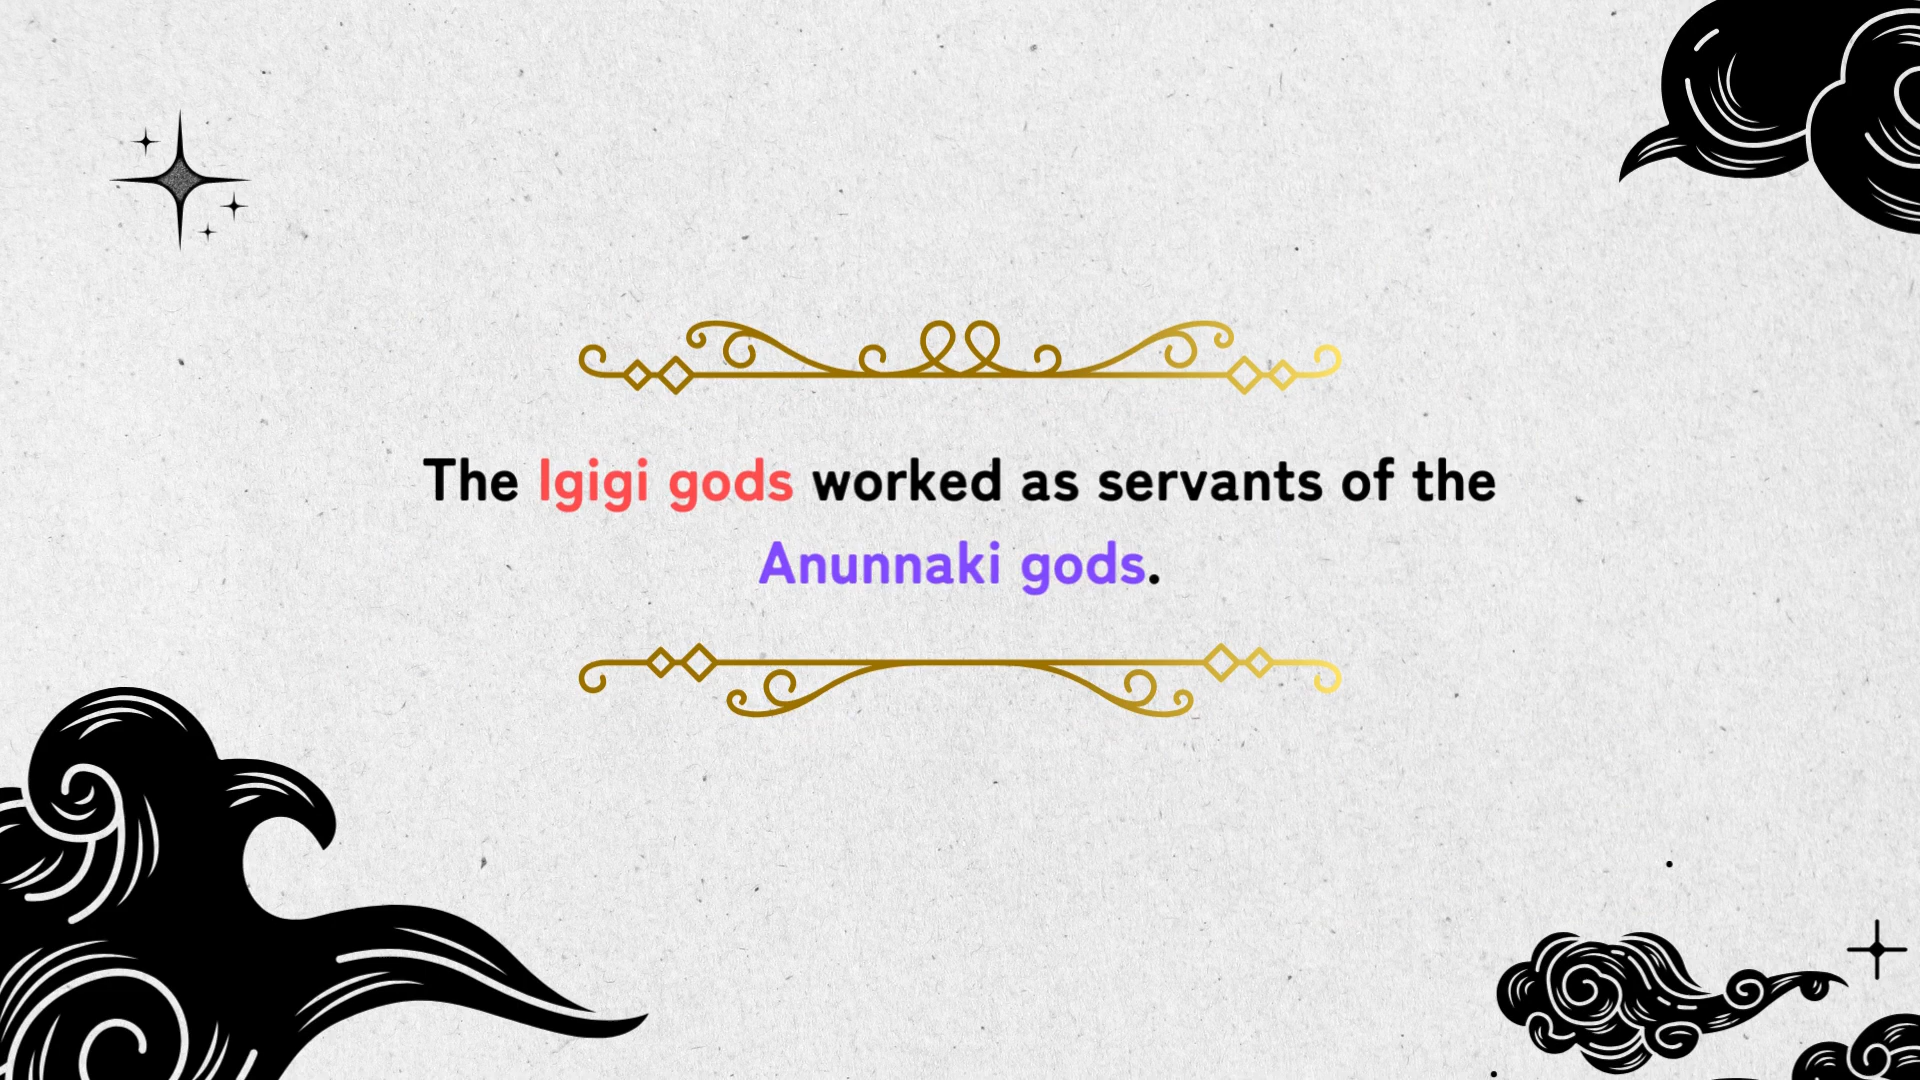 The Igigi gods worked as servants of the
Anunnaki gods.